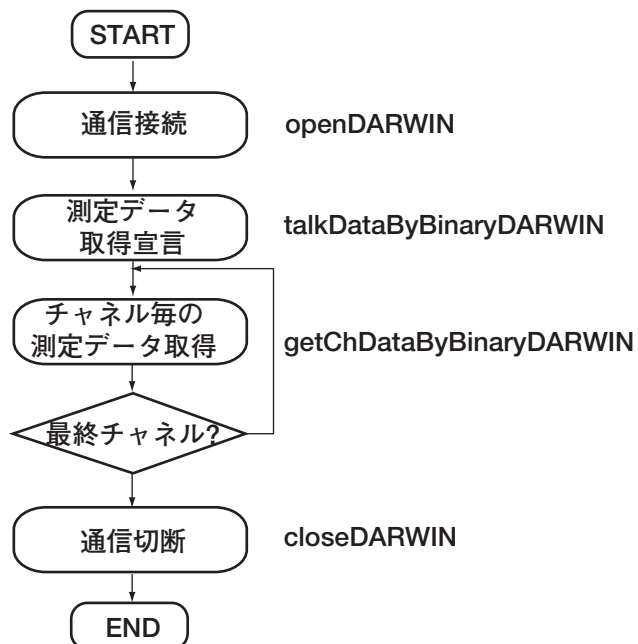 START
通信接続
openDARWIN
測定データ
取得宣言
talkDataByBinaryDARWIN
チャネル毎の
測定データ取得
getChDataByBinaryDARWIN
最終チャネル?
通信切断
closeDARWIN
END